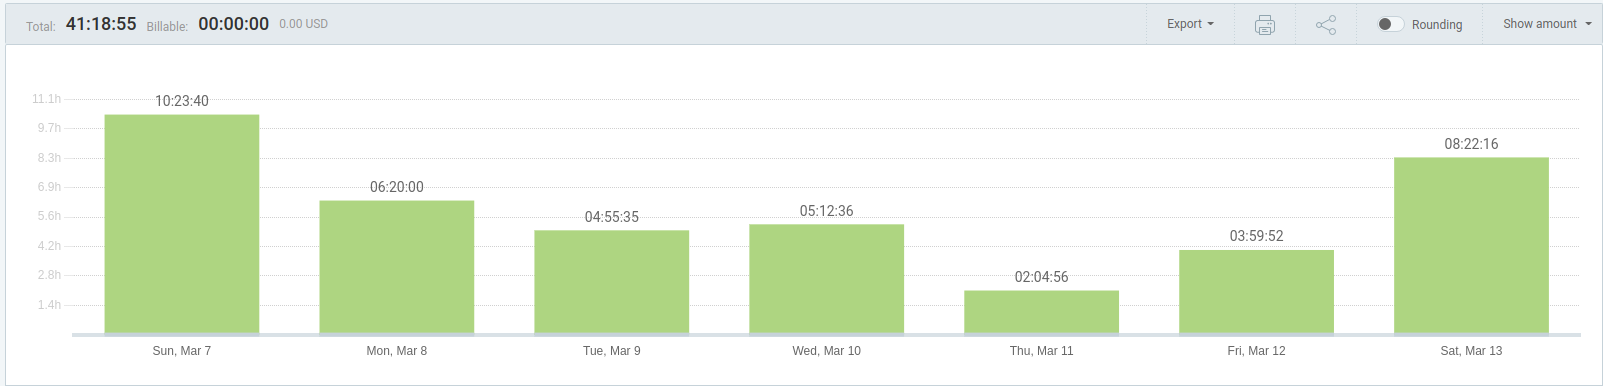 Total: 41:18:55 Billable: 00:00:00 0.00 USD Export Rounding Show amount
11.1h
9.7h
8.3h
6.9h
5.6h
4.2h
2.8h
1.4h
10:23:40
06:20:00
04:55:35
05:12:36
02:04:56
03:59:52
08:22:16
Sun, Mar 7 Mon, Mar 8 Tue, Mar 9 Wed, Mar 10 Thu, Mar 11 Fri, Mar 12 Sat, Mar 13